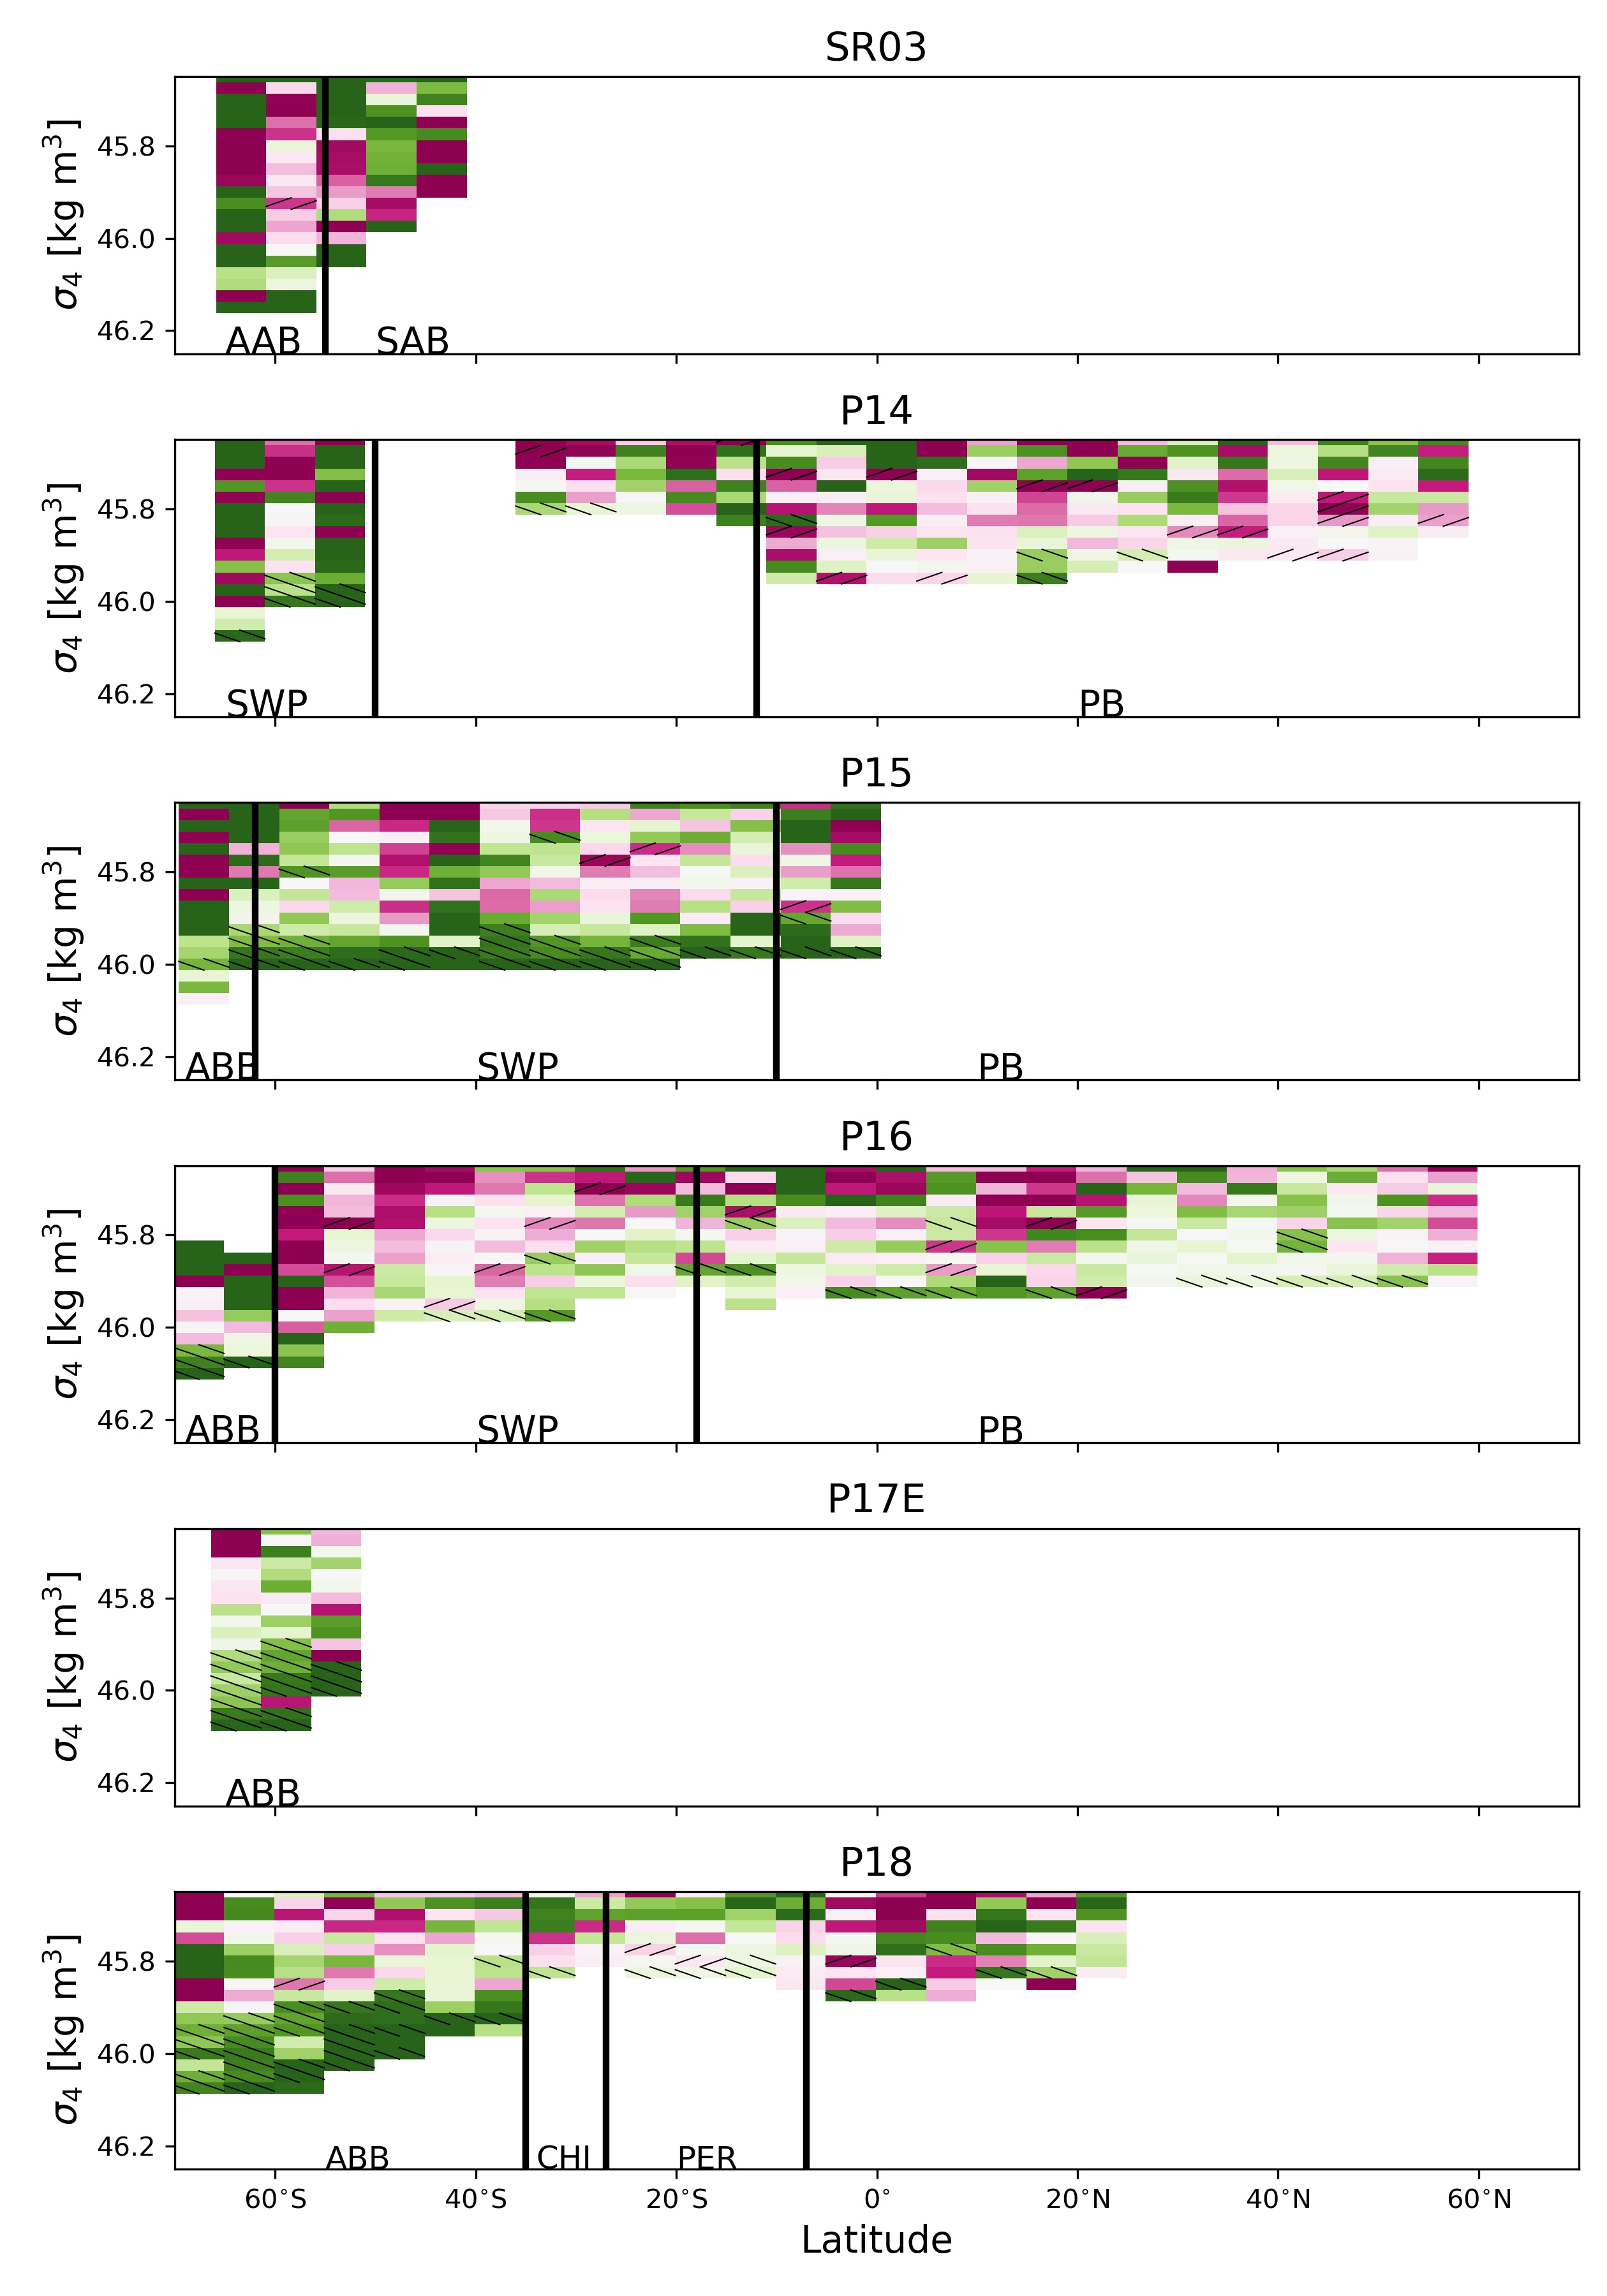 SR03
σ₄ [kg m³]
45.8
46.0
46.2
AAB SAB
P14
σ₄ [kg m³]
45.8
46.0
46.2
SWP PB
P15
σ₄ [kg m³]
45.8
46.0
46.2
ABB SWP PB
P16
σ₄ [kg m³]
45.8
46.0
46.2
ABB SWP PB
P17E
σ₄ [kg m³]
45.8
46.0
46.2
ABB
P18
σ₄ [kg m³]
45.8
46.0
46.2
ABB CHI PER
60°S 40°S 20°S 0° 20°N 40°N 60°N
Latitude